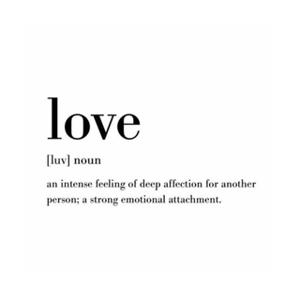 love
[luv] noun
an intense feeling of deep affection for another
person; a strong emotional attachment.